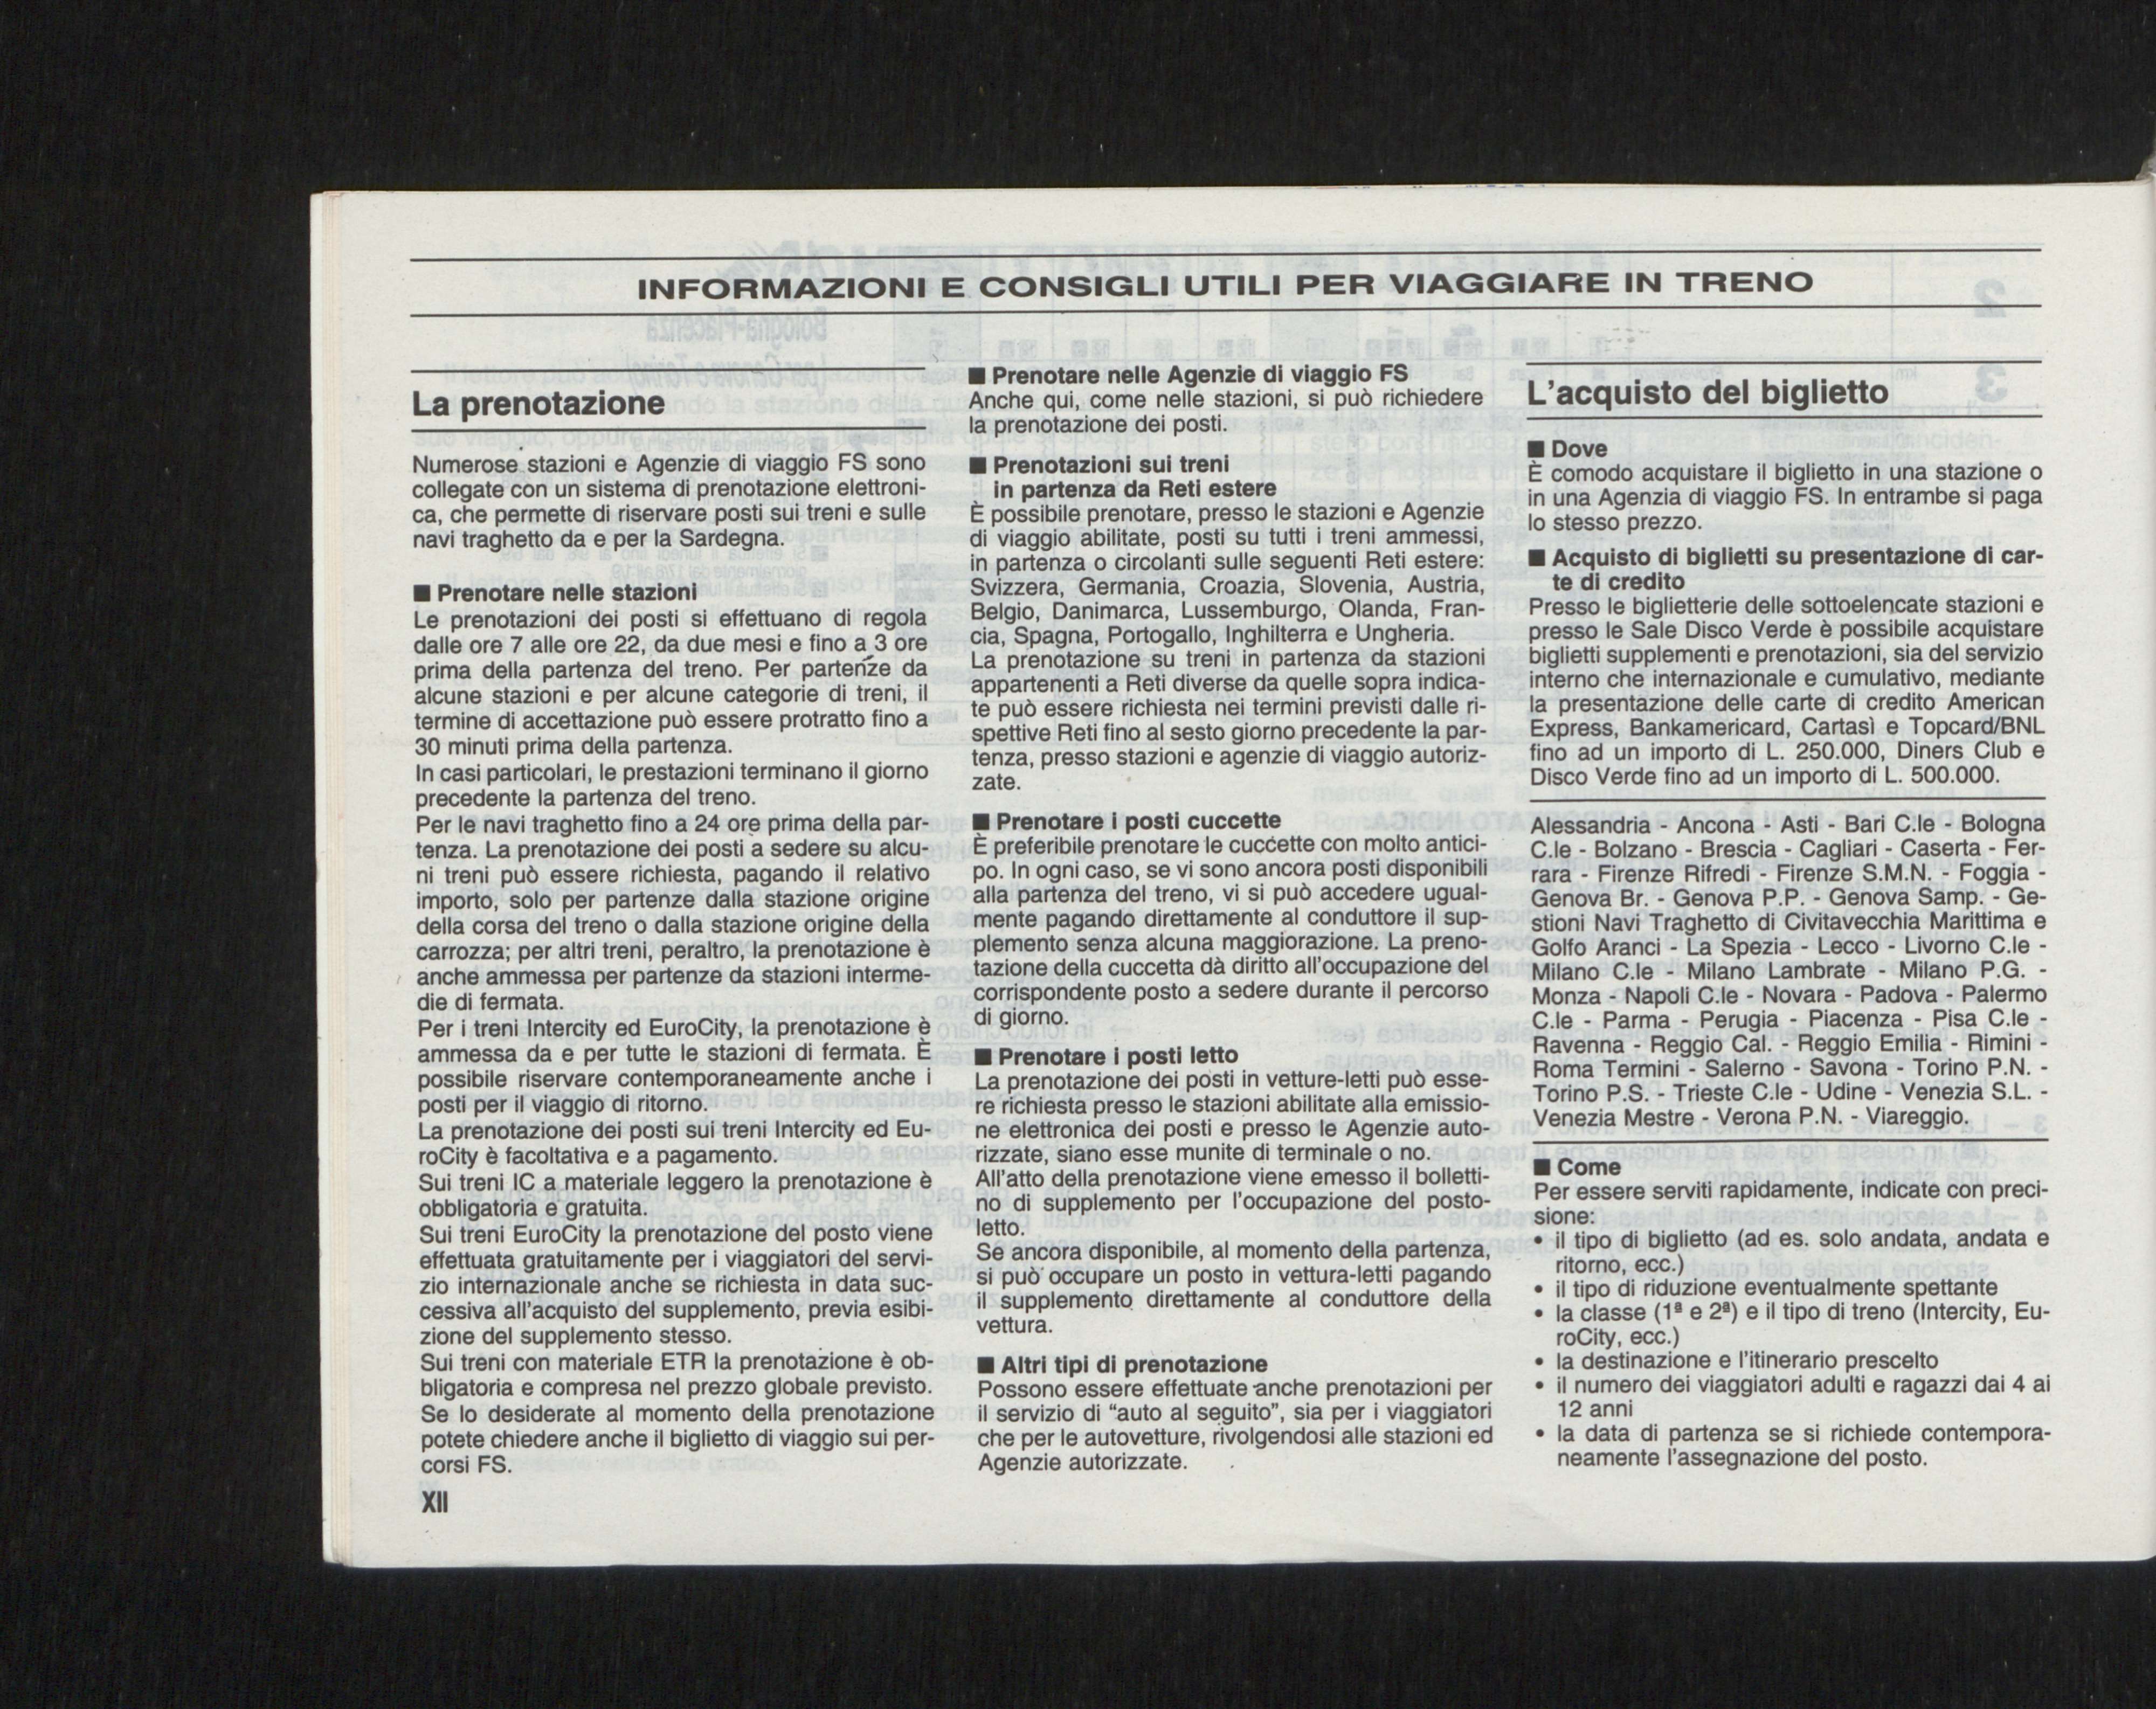 INFORMAZIONI E CONSIGLI UTILI PER VIAGGIARE IN TRENO
La prenotazione
Numerose stazioni e Agenzie di viaggio FS sono
collegate con un sistema di prenotazione elettroni-
ca, che permette di riservare posti sui treni e sulle
navi traghetto da e per la Sardegna.
■ Prenotare nelle stazioni
Le prenotazioni dei posti si effettuano di regola
dalle ore 7 alle ore 22, da due mesi e fino a 3 ore
prima della partenza del treno. Per partenze da
alcune stazioni e per alcune categorie di treni, il
termine di accettazione può essere protratto fino a
30 minuti prima della partenza.
In casi particolari, le prestazioni terminano il giorno
precedente la partenza del treno.
Per le navi traghetto fino a 24 ore prima della par-
tenza. La prenotazione dei posti a sedere su alcu-
ni treni può essere richiesta, pagando il relativo
importo, solo per partenze dalla stazione origine
della corsa del treno o dalla stazione origine della
carrozza; per altri treni, peraltro, la prenotazione è
anche ammessa per partenze da stazioni interme-
die di fermata.
Per i treni Intercity ed EuroCity, la prenotazione è
ammessa da e per tutte le stazioni di fermata. È
possibile riservare contemporaneamente anche i
posti per il viaggio di ritorno.
La prenotazione dei posti sui treni Intercity ed Eu-
roCity è facoltativa e a pagamento.
Sui treni IC a materiale leggero la prenotazione è
obbligatoria e gratuita.
Sui treni EuroCity la prenotazione del posto viene
effettuata gratuitamente per i viaggiatori del servi-
zio internazionale anche se richiesta in data suc-
cessiva all'acquisto del supplemento, previa esibi-
zione del supplemento stesso.
Sui treni con materiale ETR la prenotazione è ob-
bligatoria e compresa nel prezzo globale previsto.
Se lo desiderate al momento della prenotazione
potete chiedere anche il biglietto di viaggio sui per-
corsi FS.
XII
■ Prenotare nelle Agenzie di viaggio FS
Anche qui, come nelle stazioni, si può richiedere
la prenotazione dei posti.
■ Prenotazioni sui treni
in partenza da Reti estere
È possibile prenotare, presso le stazioni e Agenzie
di viaggio abilitate, posti su tutti i treni ammessi,
in partenza o circolanti sulle seguenti Reti estere:
Svizzera, Germania, Croazia, Slovenia, Austria,
Belgio, Danimarca, Lussemburgo, Olanda, Fran-
cia, Spagna, Portogallo, Inghilterra e Ungheria.
La prenotazione su treni in partenza da stazioni
appartenenti a Reti diverse da quelle sopra indica-
te può essere richiesta nei termini previsti dalle ri-
spettive Reti fino al sesto giorno precedente la par-
tenza, presso stazioni e agenzie di viaggio autoriz-
zate.
■ Prenotare i posti cuccette
È preferibile prenotare le cuccette con molto antici-
po. In ogni caso, se vi sono ancora posti disponibili
alla partenza del treno, vi si può accedere ugual-
mente pagando direttamente al conduttore il sup-
plemento senza alcuna maggiorazione. La preno-
tazione della cuccetta dà diritto all'occupazione del
corrispondente posto a sedere durante il percorso
di giorno.
■ Prenotare i posti letto
La prenotazione dei posti in vetture-letti può esse-
re richiesta presso le stazioni abilitate alla emissio-
ne elettronica dei posti e presso le Agenzie auto-
rizzate, siano esse munite di terminale o no.
All'atto della prenotazione viene emesso il bolletti-
no di supplemento per l'occupazione del posto-
letto.
Se ancora disponibile, al momento della partenza,
si può occupare un posto in vettura-letti pagando
il supplemento direttamente al conduttore della
vettura.
■ Altri tipi di prenotazione
Possono essere effettuate anche prenotazioni per
il servizio di “auto al seguito”, sia per i viaggiatori
che per le autovetture, rivolgendosi alle stazioni ed
Agenzie autorizzate.
L'acquisto del biglietto
■ Dove
È comodo acquistare il biglietto in una stazione o
in una Agenzia di viaggio FS. In entrambe si paga
lo stesso prezzo.
■ Acquisto di biglietti su presentazione di car-
te di credito
Presso le biglietterie delle sottoelencate stazioni e
presso le Sale Disco Verde è possibile acquistare
biglietti supplementi e prenotazioni, sia del servizio
interno che internazionale e cumulativo, mediante
la presentazione delle carte di credito American
Express, Bankamericard, Cartasì e Topcard/BNL
fino ad un importo di L. 250.000, Diners Club e
Disco Verde fino ad un importo di L. 500.000.
Alessandria - Ancona - Asti - Bari C.le - Bologna
C.le - Bolzano - Brescia - Cagliari - Caserta - Fer-
rara - Firenze Rifredi - Firenze S.M.N. - Foggia -
Genova Br. - Genova P.P. - Genova Samp. - Ge-
stioni Navi Traghetto di Civitavecchia Marittima e
Golfo Aranci - La Spezia - Lecco - Livorno C.le -
Milano C.le - Milano Lambrate - Milano P.G. -
Monza - Napoli C.le - Novara - Padova - Palermo
C.le - Parma - Perugia - Piacenza - Pisa C.le -
Ravenna - Reggio Cal. - Reggio Emilia - Rimini -
Roma Termini - Salerno - Savona - Torino P.N. -
Torino P.S. - Trieste C.le - Udine - Venezia S.L. -
Venezia Mestre - Verona P.N. - Viareggio.
■ Come
Per essere serviti rapidamente, indicate con preci-
sione:
• il tipo di biglietto (ad es. solo andata, andata e
ritorno, ecc.)
• il tipo di riduzione eventualmente spettante
• la classe (1ª e 2ª) e il tipo di treno (Intercity, Eu-
roCity, ecc.)
• la destinazione e l'itinerario prescelto
• il numero dei viaggiatori adulti e ragazzi dai 4 ai
12 anni
• la data di partenza se si richiede contempora-
neamente l'assegnazione del posto.